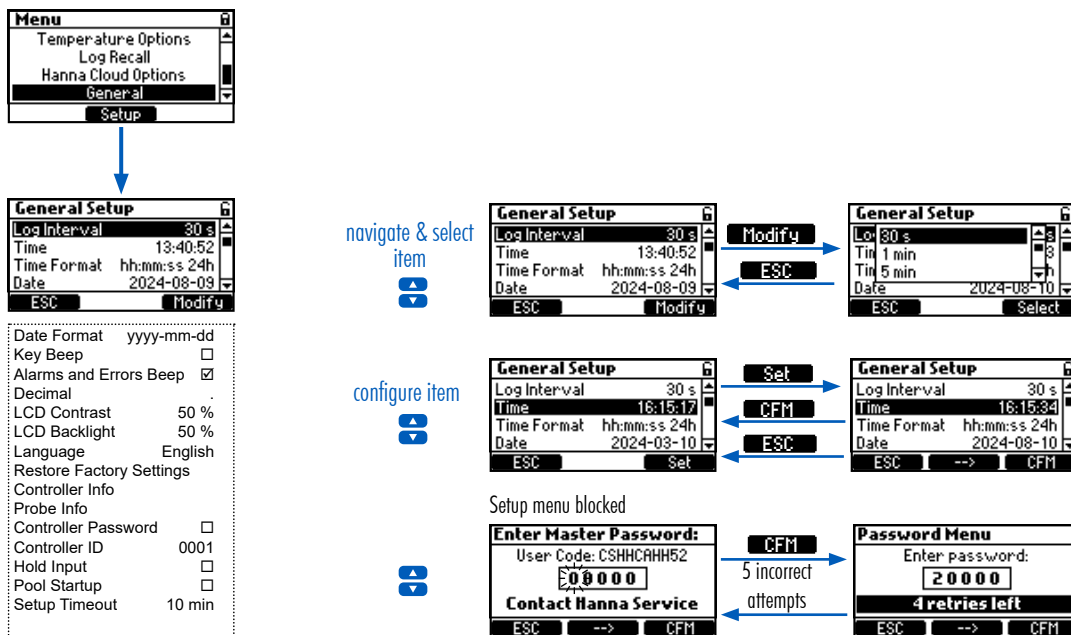 Menu
Temperature Options
Log Recall
Hanna Cloud Options
General
Setup
General Setup
Log Interval 30 s
Time 13:40:52
Time Format hh:mm:ss 24h
Date 2024-08-09
ESC Modify
Date Format yyyy-mm-dd
Key Beep ☐
Alarms and Errors Beep ☑
Decimal .
LCD Contrast 50 %
LCD Backlight 50 %
Language English
Restore Factory Settings
Controller Info
Probe Info
Controller Password ☐
Controller ID 0001
Hold Input ☐
Pool Startup ☐
Setup Timeout 10 min
navigate & select
item
General Setup
Log Interval 30 s
Time 13:40:52
Time Format hh:mm:ss 24h
Date 2024-08-09
ESC Modify
Modify
ESC
General Setup
Lo 30 s s
Tin 1 min 3
Tin 5 min h
Date 2024-08-10
ESC Select
configure item
General Setup
Log Interval 30 s
Time 16:15:17
Time Format hh:mm:ss 24h
Date 2024-03-10
ESC Set
Set
CFM
ESC
General Setup
Log Interval 30 s
Time 16:15:34
Time Format hh:mm:ss 24h
Date 2024-08-10
ESC --> CFM
Setup menu blocked
Enter Master Password:
User Code: CSHHCAHH52
00000
Contact Hanna Service
ESC --> CFM
CFM
5 incorrect
attempts
Password Menu
Enter password:
20000
4 retries left
ESC --> CFM